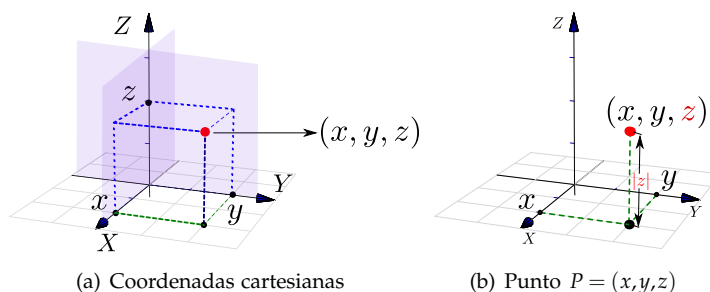 Z
z
(x, y, z)
Y
x
y
X
(a) Coordenadas cartesianas
Z
(x, y, z)
|z|
x
y
X
Y
(b) Punto P = (x,y,z)